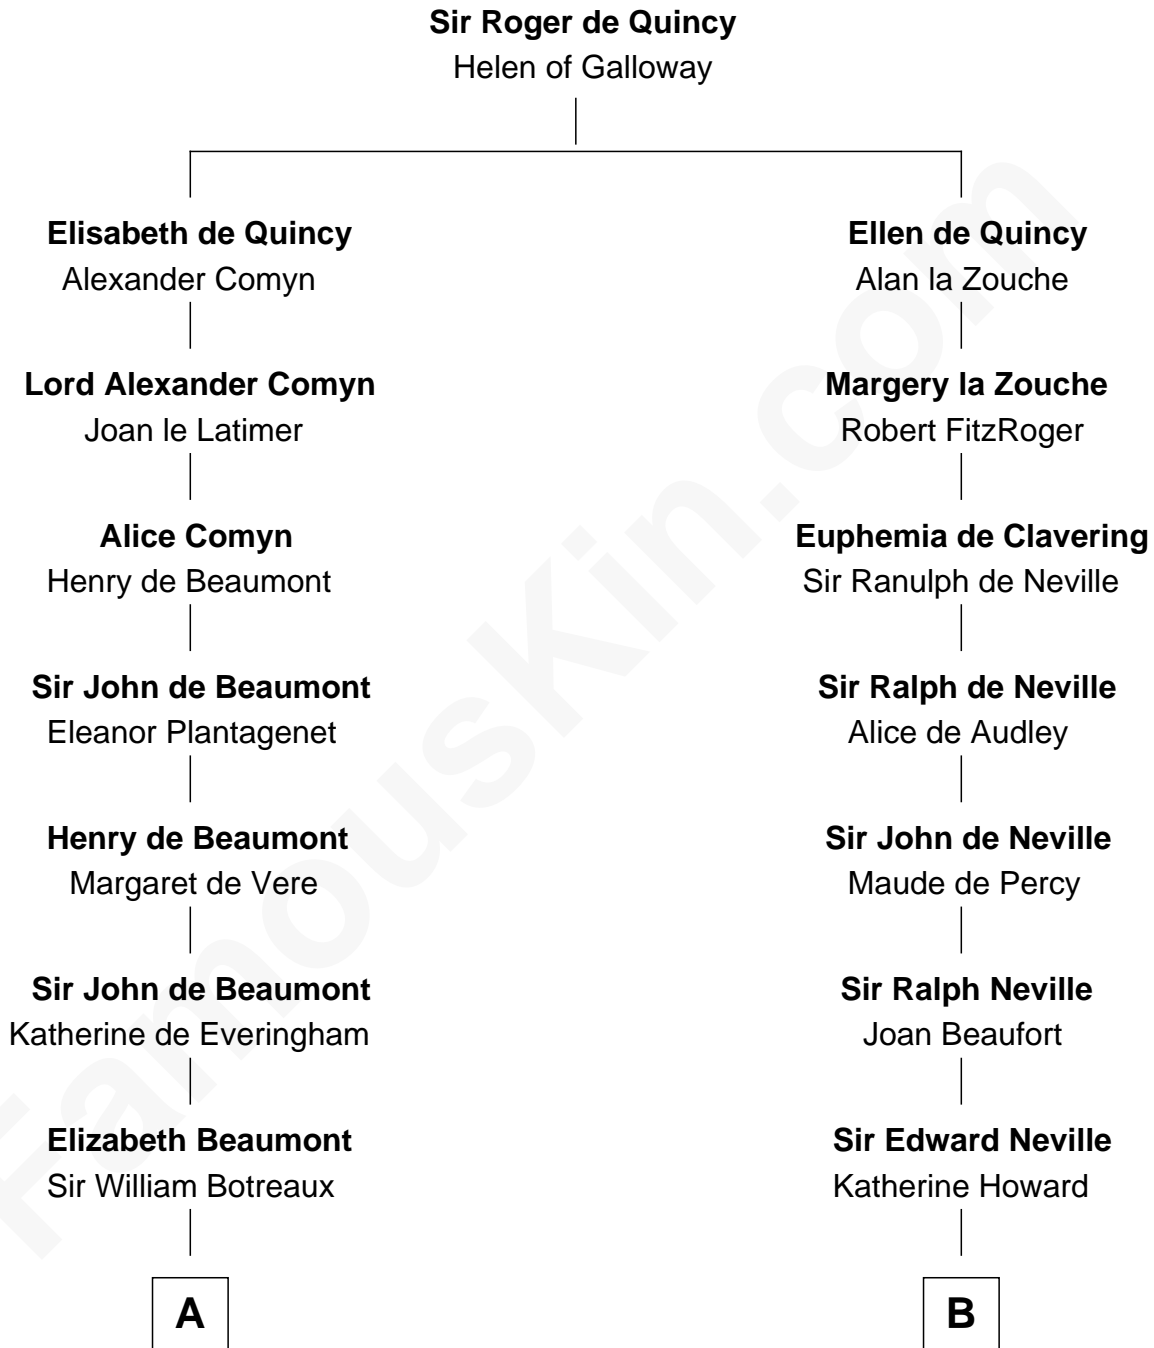 Sir Roger de Quincy
Helen of Galloway
Elisabeth de Quincy
Alexander Comyn
Ellen de Quincy
Alan la Zouche
Lord Alexander Comyn
Joan le Latimer
Margery la Zouche
Robert FitzRoger
Alice Comyn
Henry de Beaumont
Euphemia de Clavering
Sir Ranulph de Neville
Sir John de Beaumont
Eleanor Plantagenet
Sir Ralph de Neville
Alice de Audley
Henry de Beaumont
Margaret de Vere
Sir John de Neville
Maude de Percy
Sir John de Beaumont
Katherine de Everingham
Sir Ralph Neville
Joan Beaufort
Elizabeth Beaumont
Sir William Botreaux
Sir Edward Neville
Katherine Howard
A
B
FamousKin.com